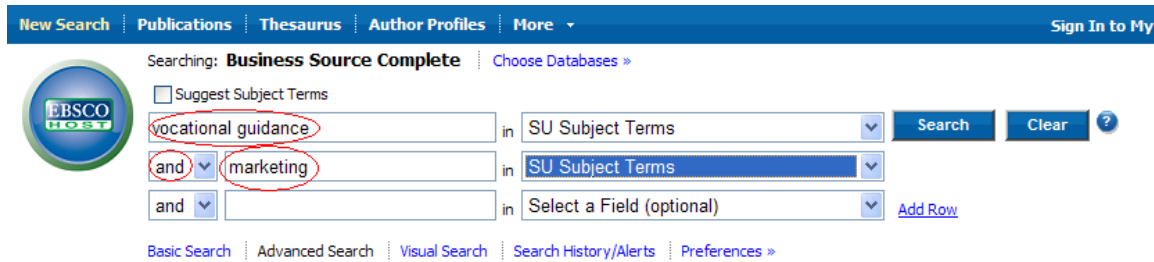 New Search Publications Thesaurus Author Profiles More Sign In to My
Searching: Business Source Complete Choose Databases »
Suggest Subject Terms
EBSCO
HOST
vocational guidance in SU Subject Terms Search Clear ?
and marketing in SU Subject Terms
and in Select a Field (optional) Add Row
Basic Search Advanced Search Visual Search Search History/Alerts Preferences »